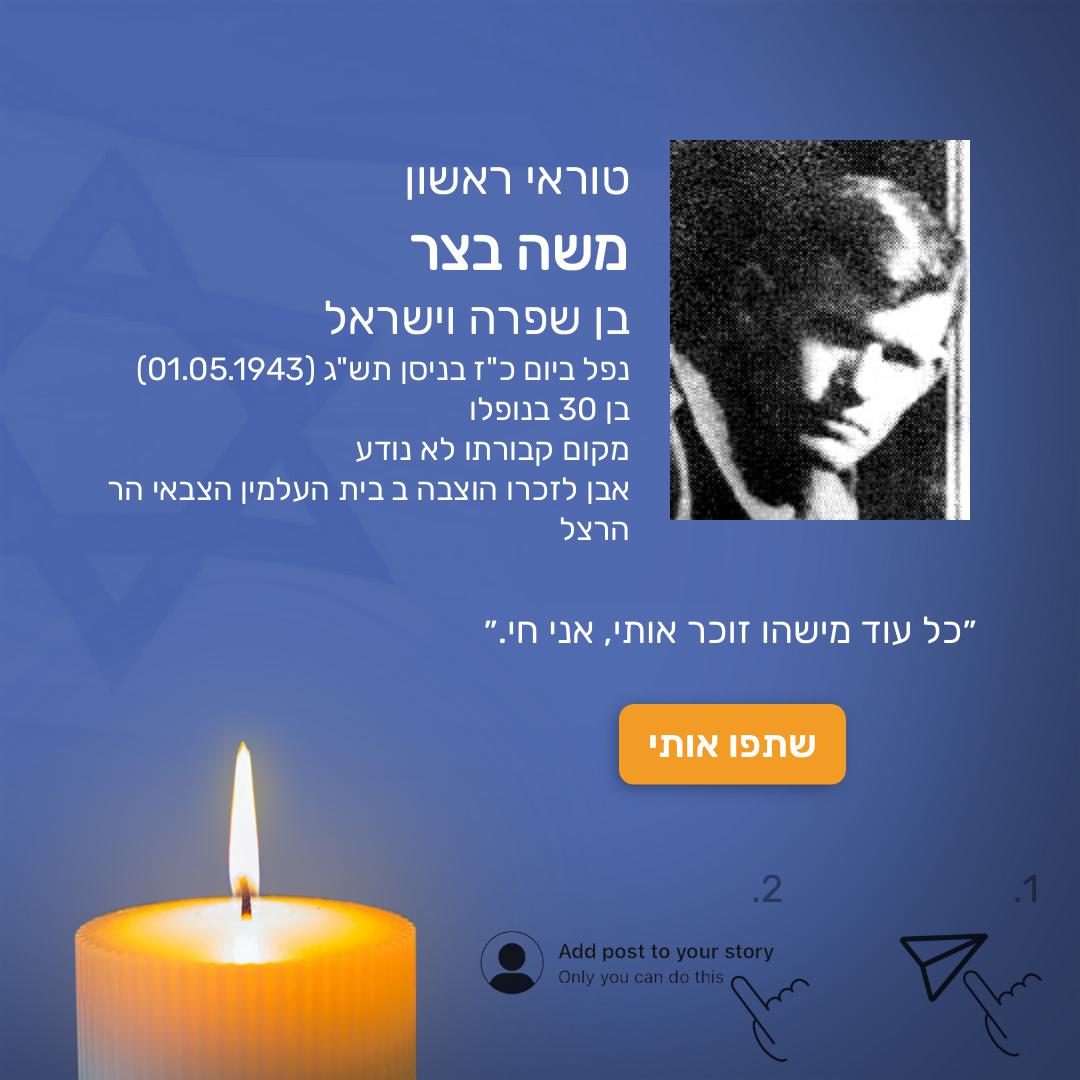 טוראי ראשון
משה בצר
בן שפרה וישראל
נפל ביום כ"ז בניסן תש"ג (01.05.1943)
בן 30 בנופלו
מקום קבורתו לא נודע
אבן לזכרו הוצבה ב בית העלמין הצבאי הר
הרצל
״כל עוד מישהו זוכר אותי, אני חי.״
שתפו אותי
.1
.2
Add post to your story
Only you can do this